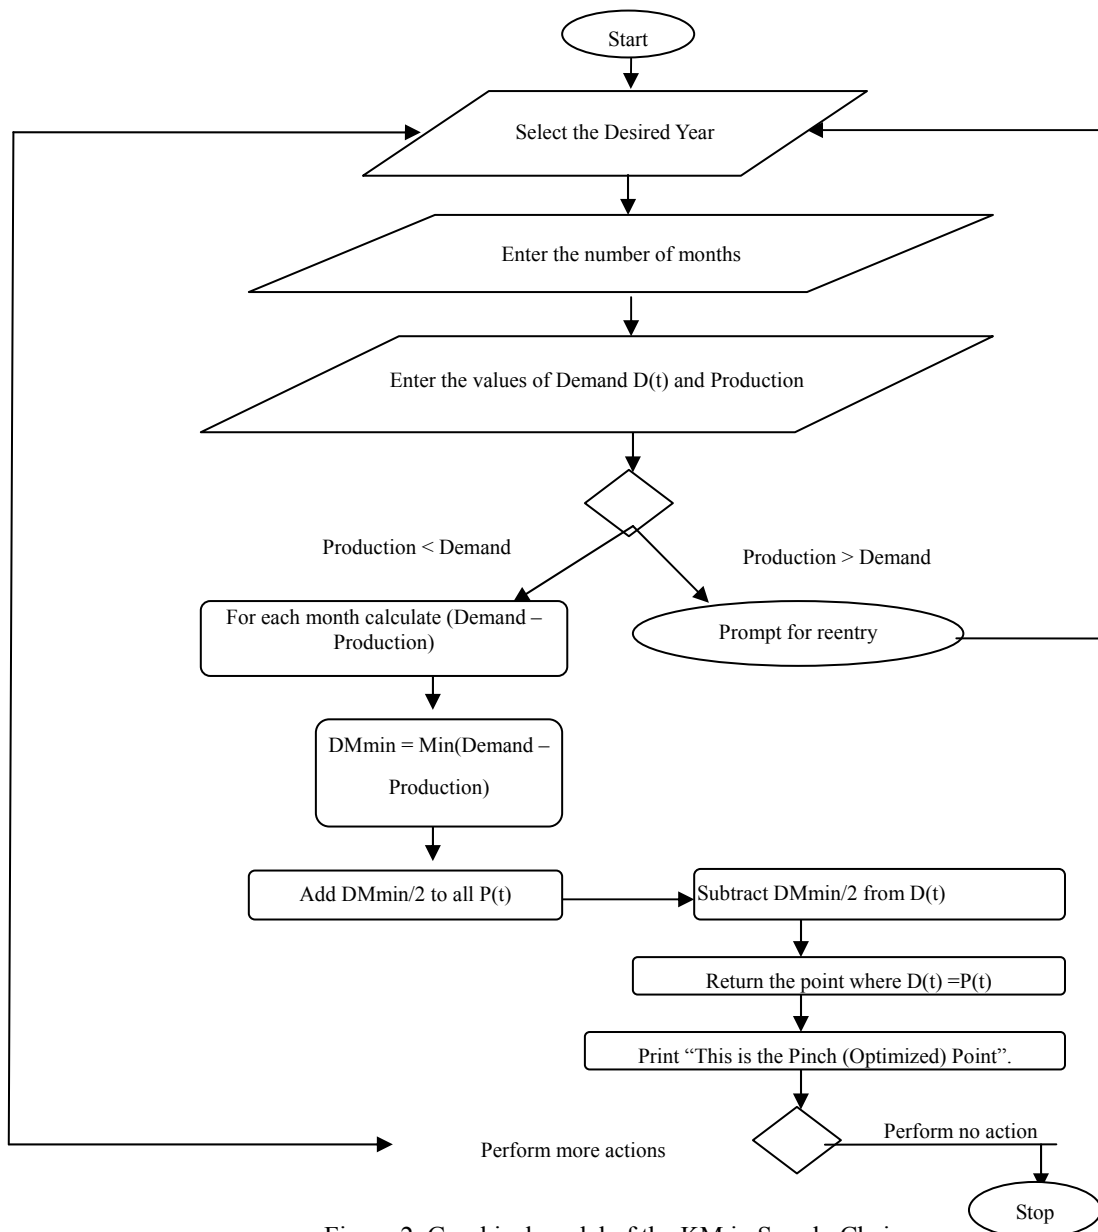 Start
Select the Desired Year
Enter the number of months
Enter the values of Demand D(t) and Production
Production < Demand
Production > Demand
For each month calculate (Demand –
Production)
Prompt for reentry
DMmin = Min(Demand –
Production)
Add DMmin/2 to all P(t)
Subtract DMmin/2 from D(t)
Return the point where D(t) =P(t)
Print “This is the Pinch (Optimized) Point”.
Perform more actions
Perform no action
Stop